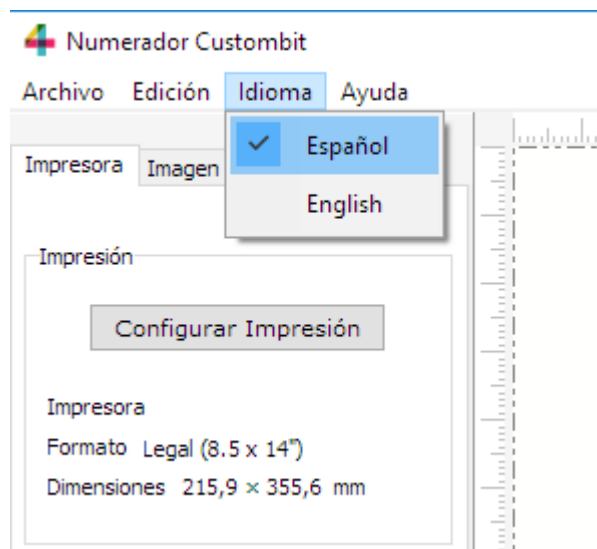 Numerador Custombit
Archivo Edición Idioma Ayuda
Español
English
Impresora Imagen
Impresión
Configurar Impresión
Impresora
Formato Legal (8.5 x 14")
Dimensiones 215,9 × 355,6 mm